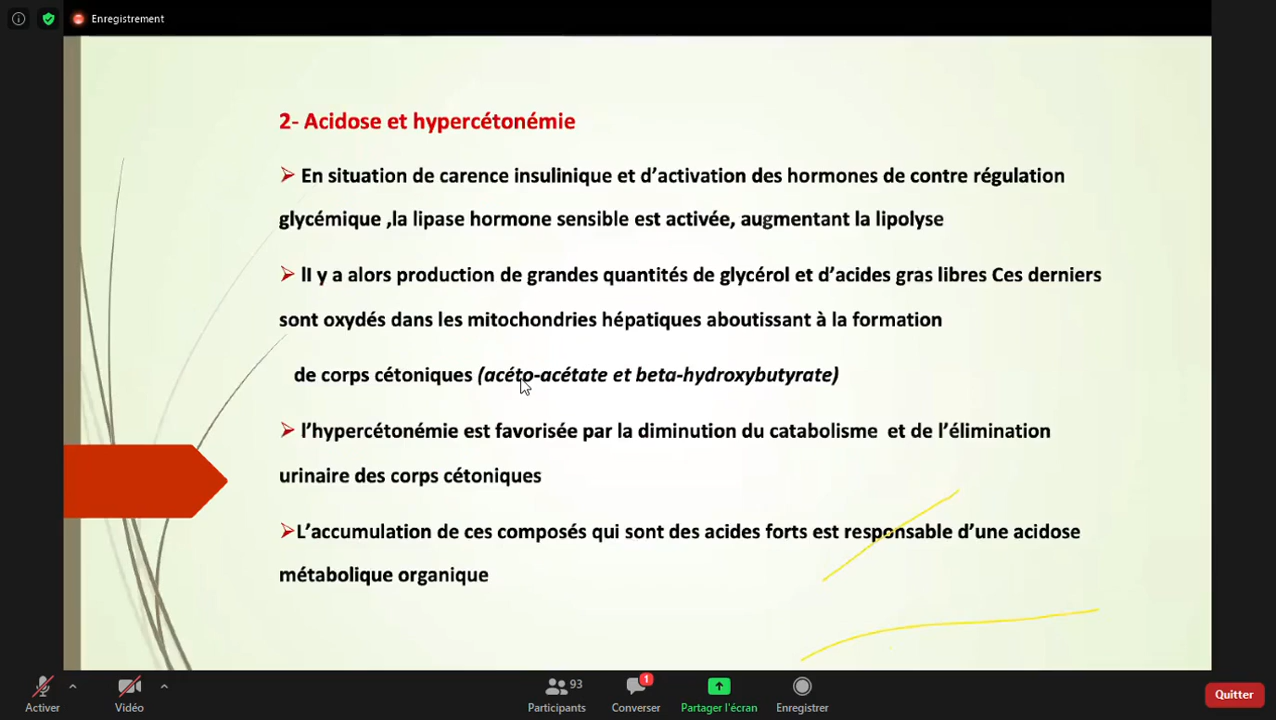 Enregistrement
2- Acidose et hypercétonémie
En situation de carence insulinique et d’activation des hormones de contre régulation
glycémique ,la lipase hormone sensible est activée, augmentant la lipolyse
lI y a alors production de grandes quantités de glycérol et d’acides gras libres Ces derniers
sont oxydés dans les mitochondries hépatiques aboutissant à la formation
de corps cétoniques (acéto-acétate et beta-hydroxybutyrate)
l’hypercétonémie est favorisée par la diminution du catabolisme et de l’élimination
urinaire des corps cétoniques
L’accumulation de ces composés qui sont des acides forts est responsable d’une acidose
métabolique organique
93
1
Activer
Vidéo
Participants
Converser
Partager l'écran
Enregistrer
Quitter